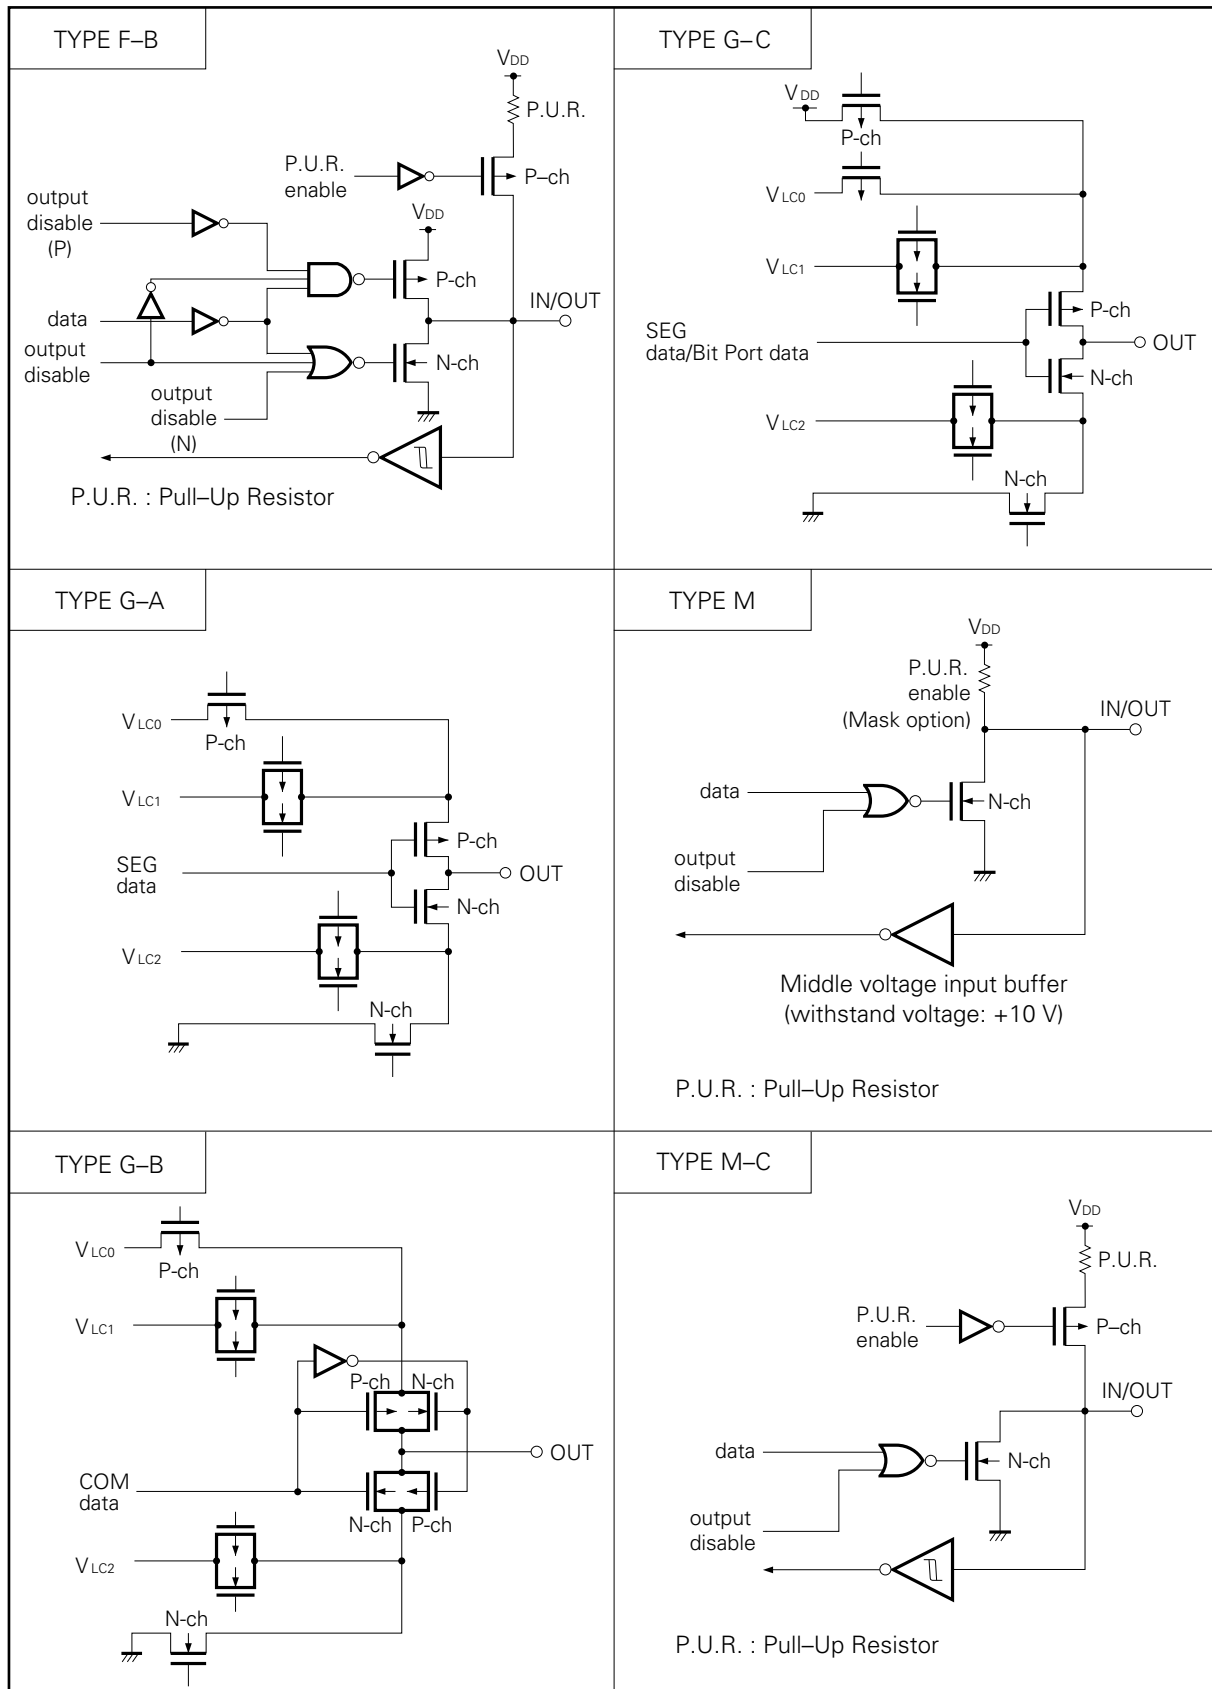 TYPE F–B
VDD
P.U.R.
P.U.R.
enable
P–ch
output
disable
(P)
VDD
P-ch
IN/OUT
data
output
disable
N-ch
output
disable
(N)
P.U.R. : Pull–Up Resistor
TYPE G–C
VDD
P-ch
VLC0
VLC1
P-ch
SEG
data/Bit Port data
OUT
N-ch
VLC2
N-ch
TYPE G–A
VLC0
P-ch
VLC1
P-ch
SEG
data
OUT
N-ch
VLC2
N-ch
TYPE M
VDD
P.U.R.
enable
(Mask option)
IN/OUT
data
N-ch
output
disable
Middle voltage input buffer
(withstand voltage: +10 V)
P.U.R. : Pull–Up Resistor
TYPE G–B
VLC0
P-ch
VLC1
P-ch N-ch
OUT
COM
data
N-ch P-ch
VLC2
N-ch
TYPE M–C
VDD
P.U.R.
P.U.R.
enable
P–ch
IN/OUT
data
N-ch
output
disable
P.U.R. : Pull–Up Resistor